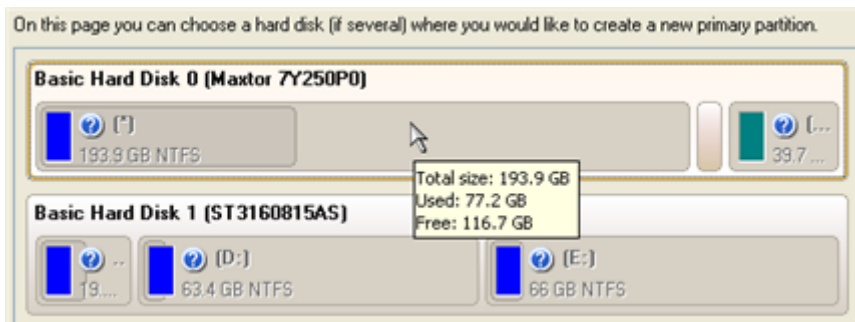 On this page you can choose a hard disk (if several) where you would like to create a new primary partition.
Basic Hard Disk 0 (Maxtor 7Y250P0)
(*)
193.9 GB NTFS
(...
39.7 ...
Total size: 193.9 GB
Used: 77.2 GB
Free: 116.7 GB
Basic Hard Disk 1 (ST3160815AS)
..
19....
(D:)
63.4 GB NTFS
(E:)
66 GB NTFS